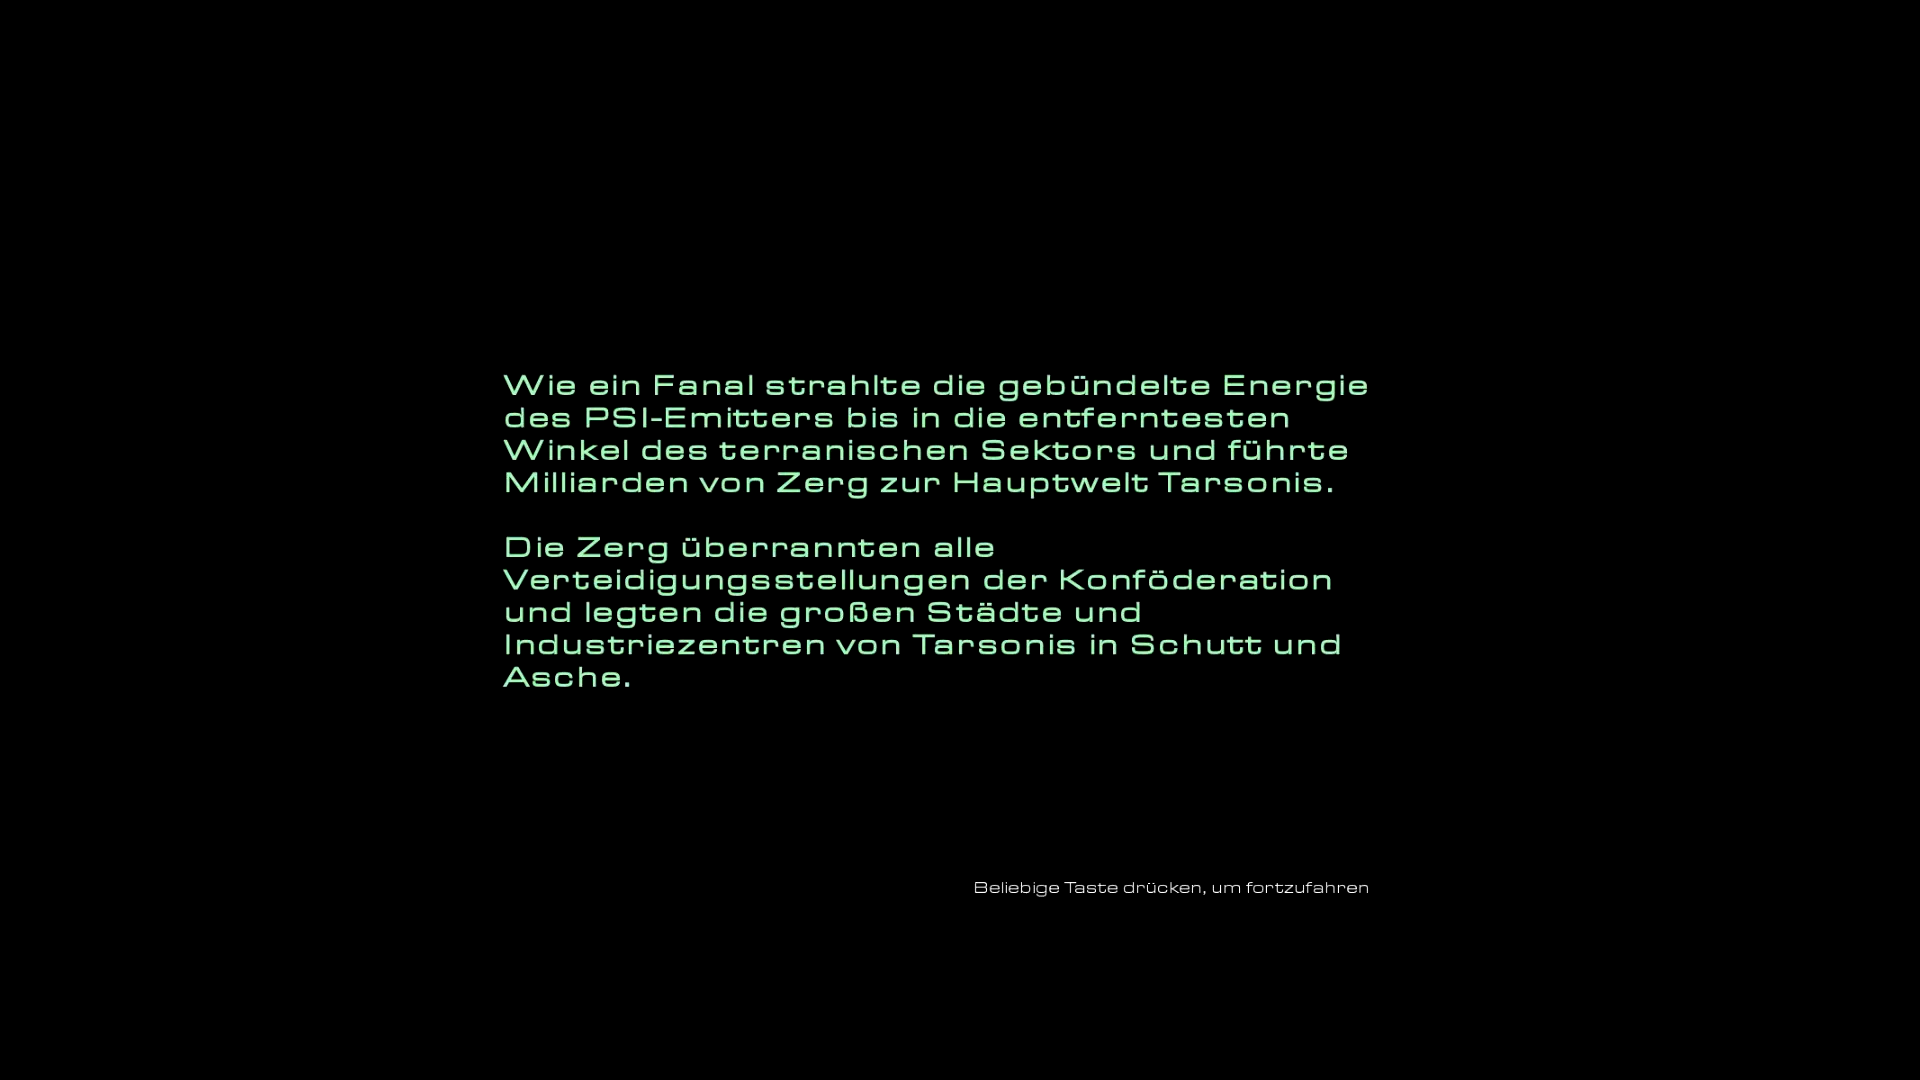 Wie ein Fanal strahlte die gebündelte Energie
des PSI-Emitters bis in die entferntesten
Winkel des terranischen Sektors und führte
Milliarden von Zerg zur Hauptwelt Tarsonis.
Die Zerg überrannten alle
Verteidigungsstellungen der Konföderation
und legten die großen Städte und
Industriezentren von Tarsonis in Schutt und
Asche.
Beliebige Taste drücken, um fortzufahren